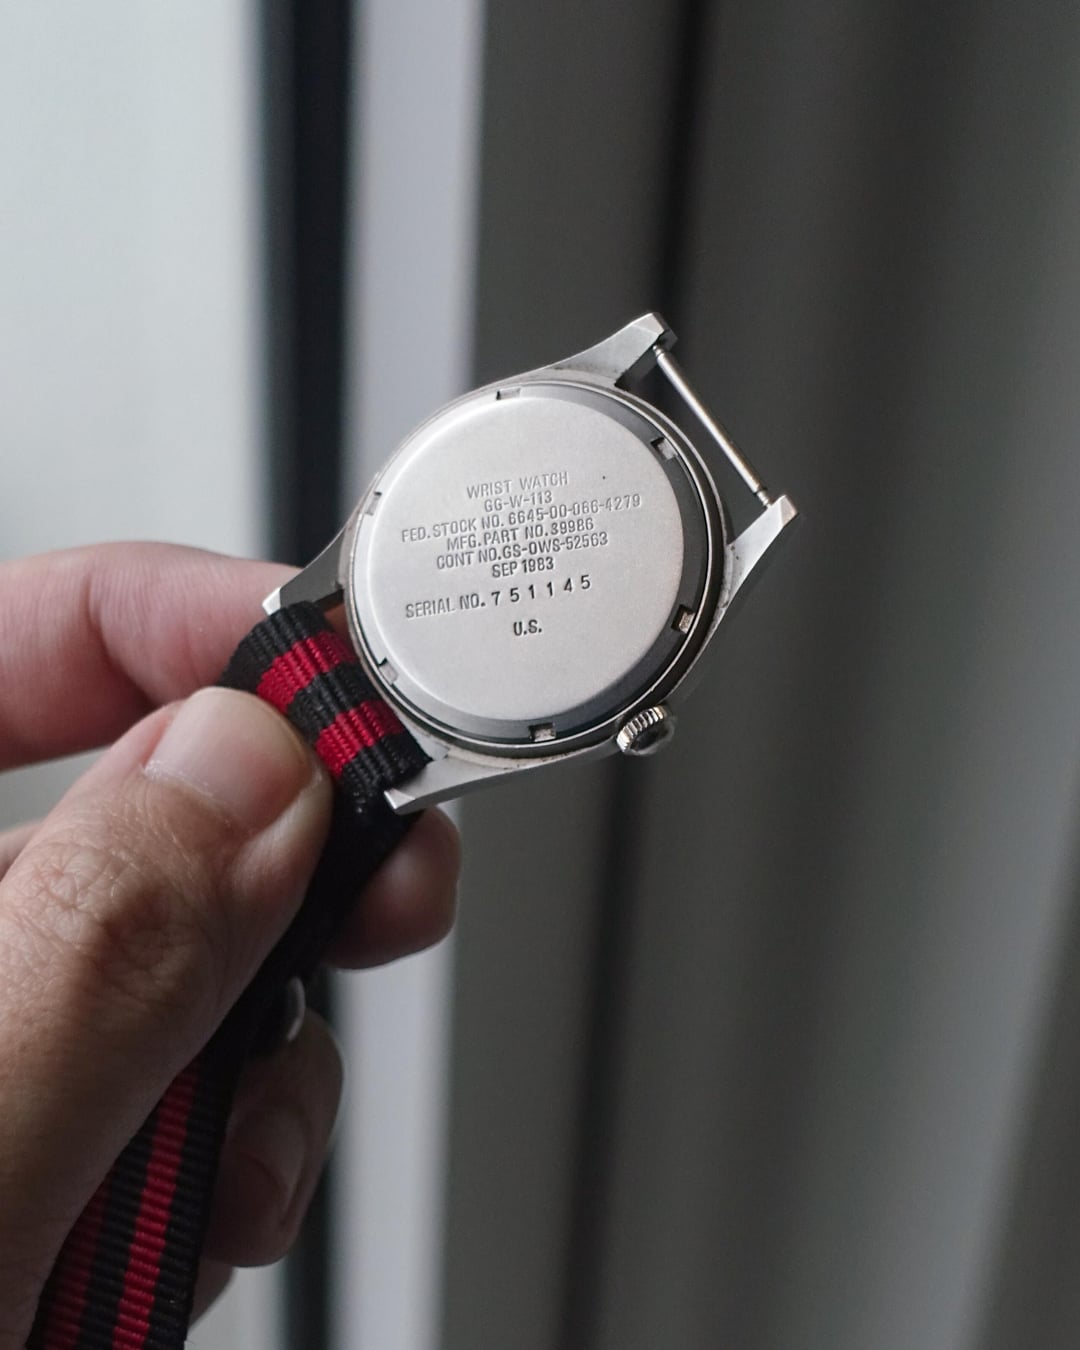 WRIST WATCH
GG-W-113
FED. STOCK NO. 6645-00-066-4279
MFG. PART NO. 39986
CONT NO. GS-OWS-52563
SEP 1983
SERIAL NO. 751145
U.S.